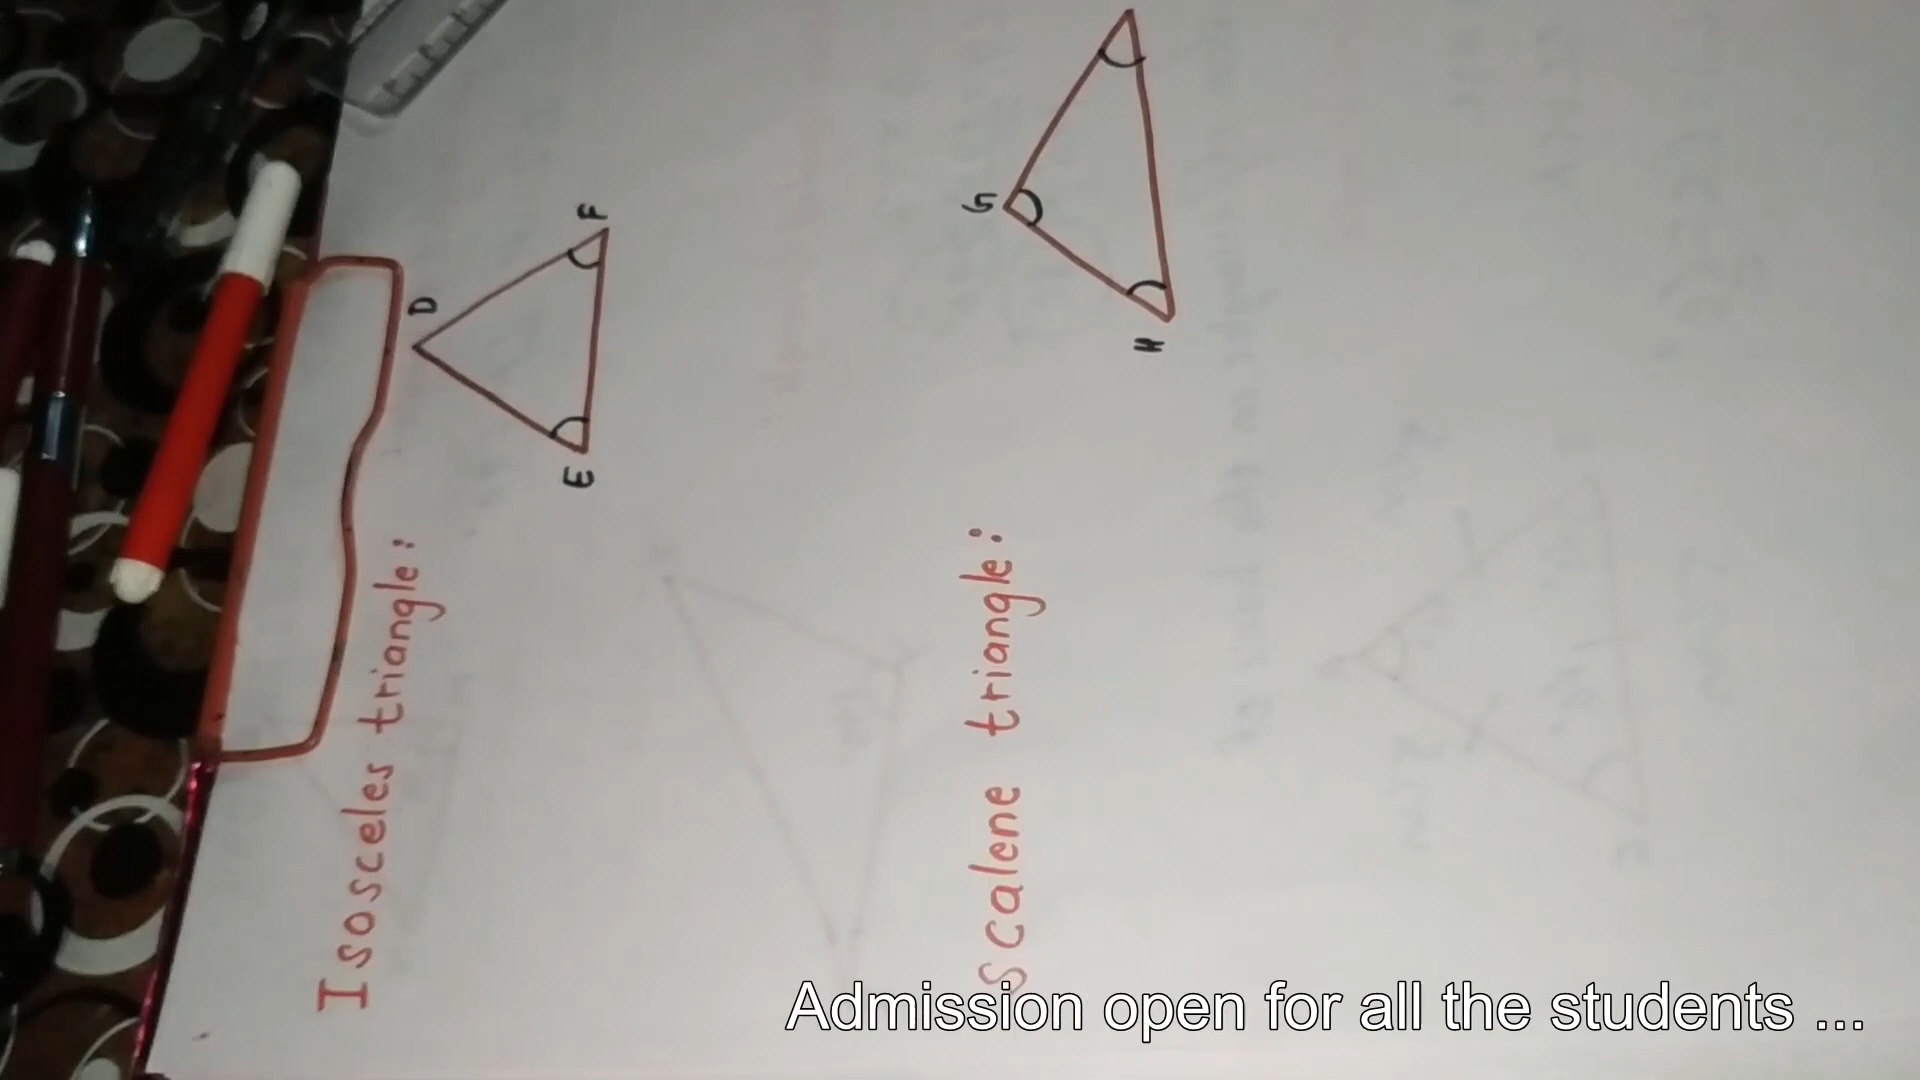 Isosceles triangle:
D
E
F
Scalene triangle:
G
H
Admission open for all the students ...